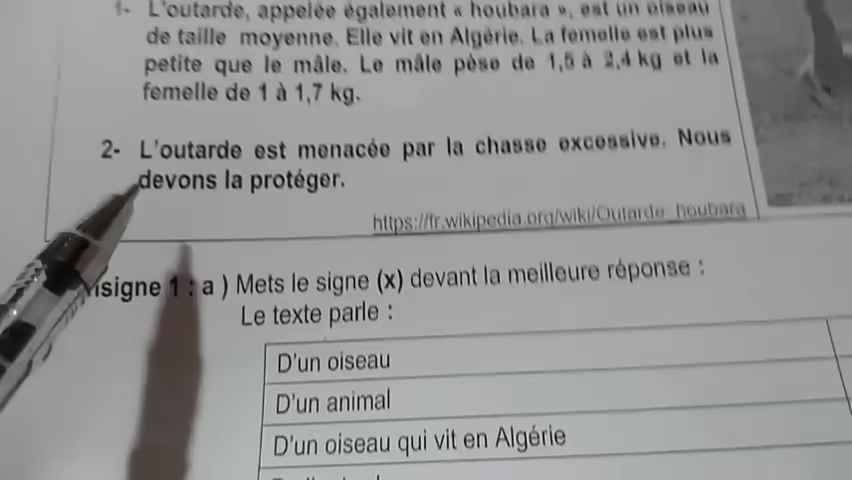 1- L'outarde, appelée également « houbara », est un oiseau
de taille moyenne. Elle vit en Algérie. La femelle est plus
petite que le mâle. Le mâle pèse de 1,5 à 2,4 kg et la
femelle de 1 à 1,7 kg.
2- L'outarde est menacée par la chasse excessive. Nous
devons la protéger.
https://fr.wikipedia.org/wiki/Outarde_houbara
nsigne 1 : a ) Mets le signe (x) devant la meilleure réponse :
Le texte parle :
D'un oiseau
D'un animal
D'un oiseau qui vit en Algérie